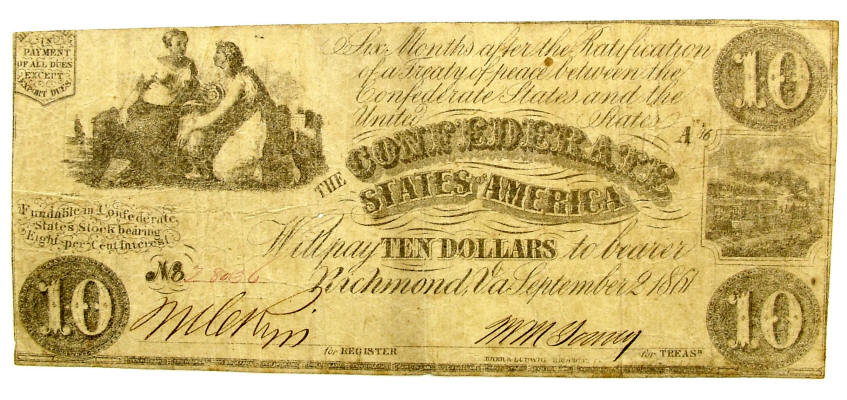 IN
PAYMENT
OF ALL DUES
EXCEPT
EXPORT DUES
Six Months after the Ratification
of a Treaty of peace between the
Confederate States and the
United States
A 16
10
THE CONFEDERATE
STATES OF AMERICA
Fundable in Confederate
States Stock bearing
Eight per Cent Interest
Will pay TEN DOLLARS to bearer
No
Richmond, Va September 2 1861
10
10
for REGISTER
for TREASR